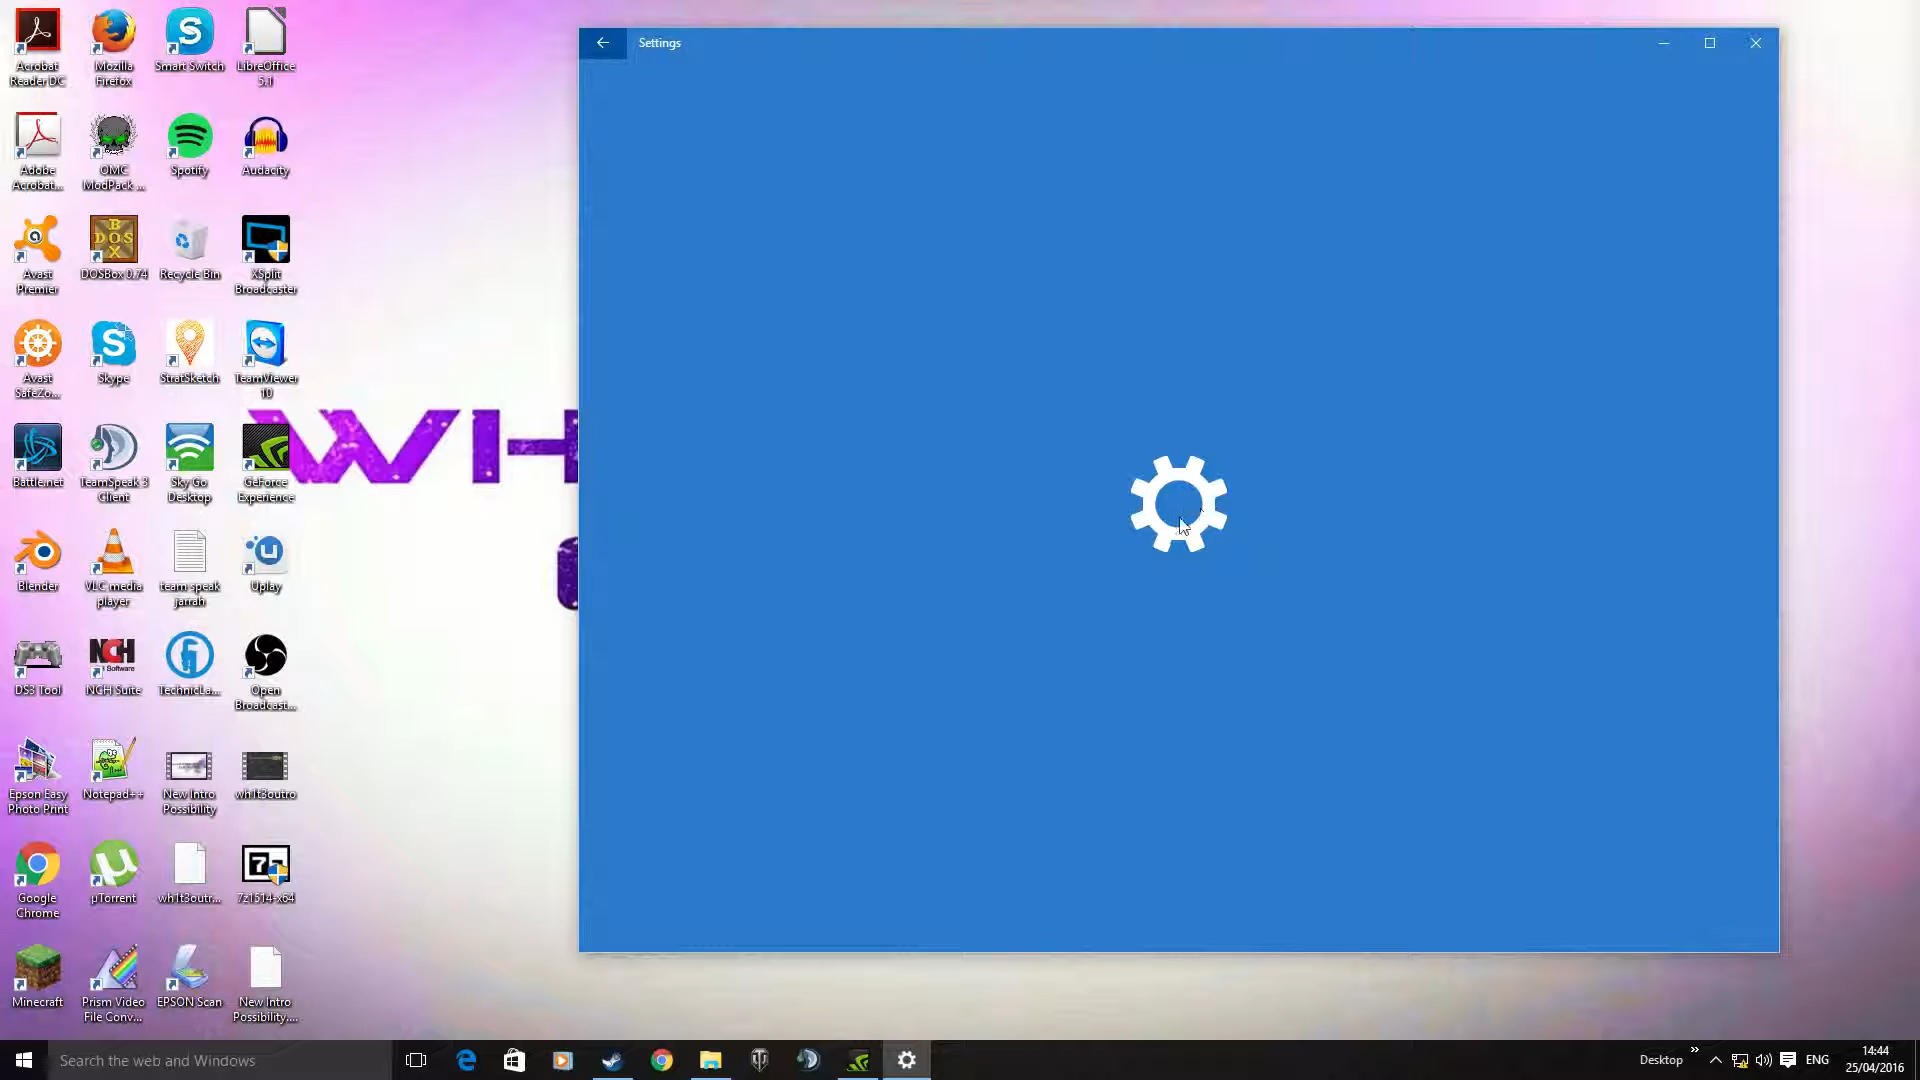 Settings
Acrobat
Reader DC
Mozilla
Firefox
Smart Switch
LibreOffice
5.1
Adobe
Acrobat...
OMC
ModPack ...
Spotify
Audacity
Avast
Premier
DOSBox 0.74
Recycle Bin
XSplit
Broadcaster
Avast
SafeZo...
Skype
StratSketch
TeamViewer
10
WH
Battle.net
TeamSpeak 3
Client
Sky Go
Desktop
GeForce
Experience
Blender
VLC media
player
team speak
jarrah
Uplay
DS3 Tool
NCH Suite
TechnicLa...
Open
Broadcast...
Epson Easy
Photo Print
Notepad++
New Intro
Possibility
wh1t3outro
Google
Chrome
µTorrent
wh1t3outr...
7z1514-x64
Minecraft
Prism Video
File Conv...
EPSON Scan
New Intro
Possibility....
Search the web and Windows
Desktop
ENG
14:44
25/04/2016